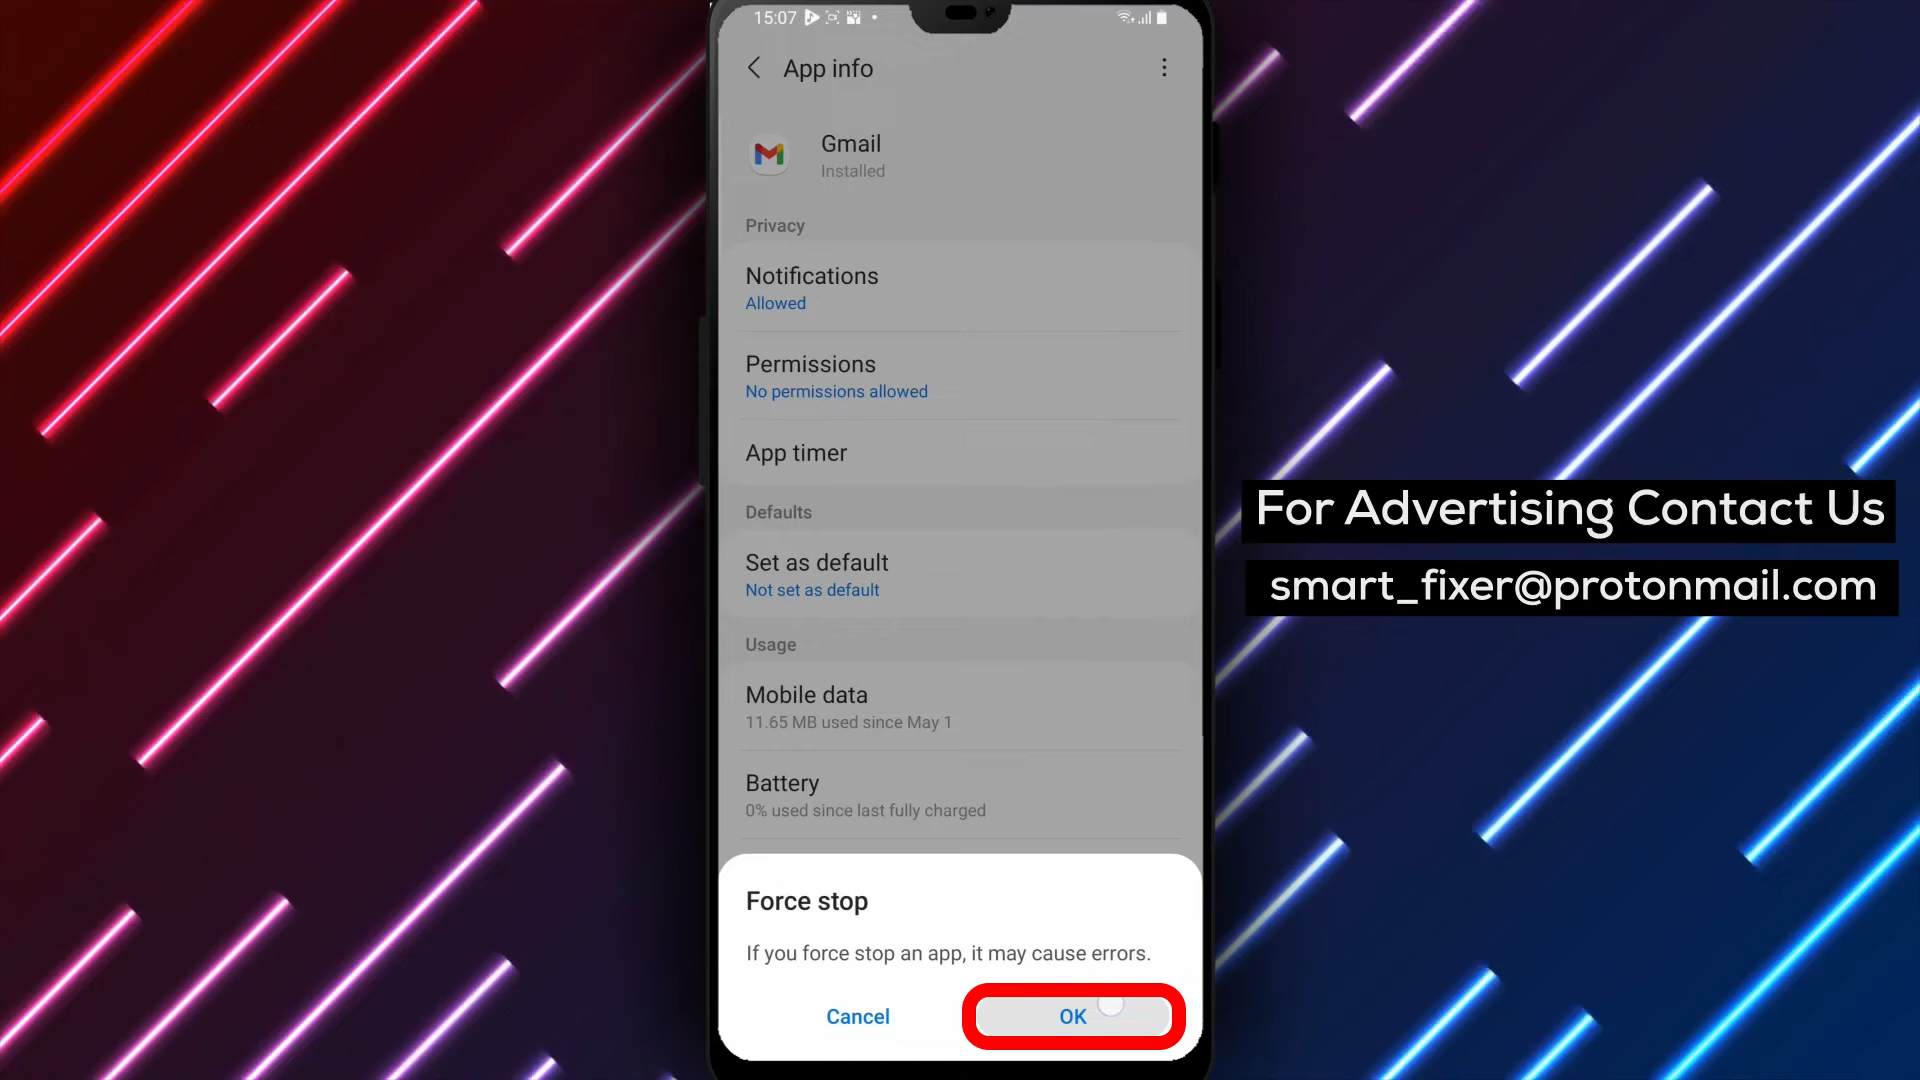 15:07
App info
Gmail
Installed
Privacy
Notifications
Allowed
Permissions
No permissions allowed
App timer
Defaults
Set as default
Not set as default
Usage
Mobile data
11.65 MB used since May 1
Battery
0% used since last fully charged
Force stop
If you force stop an app, it may cause errors.
Cancel
OK
For Advertising Contact Us
smart_fixer@protonmail.com